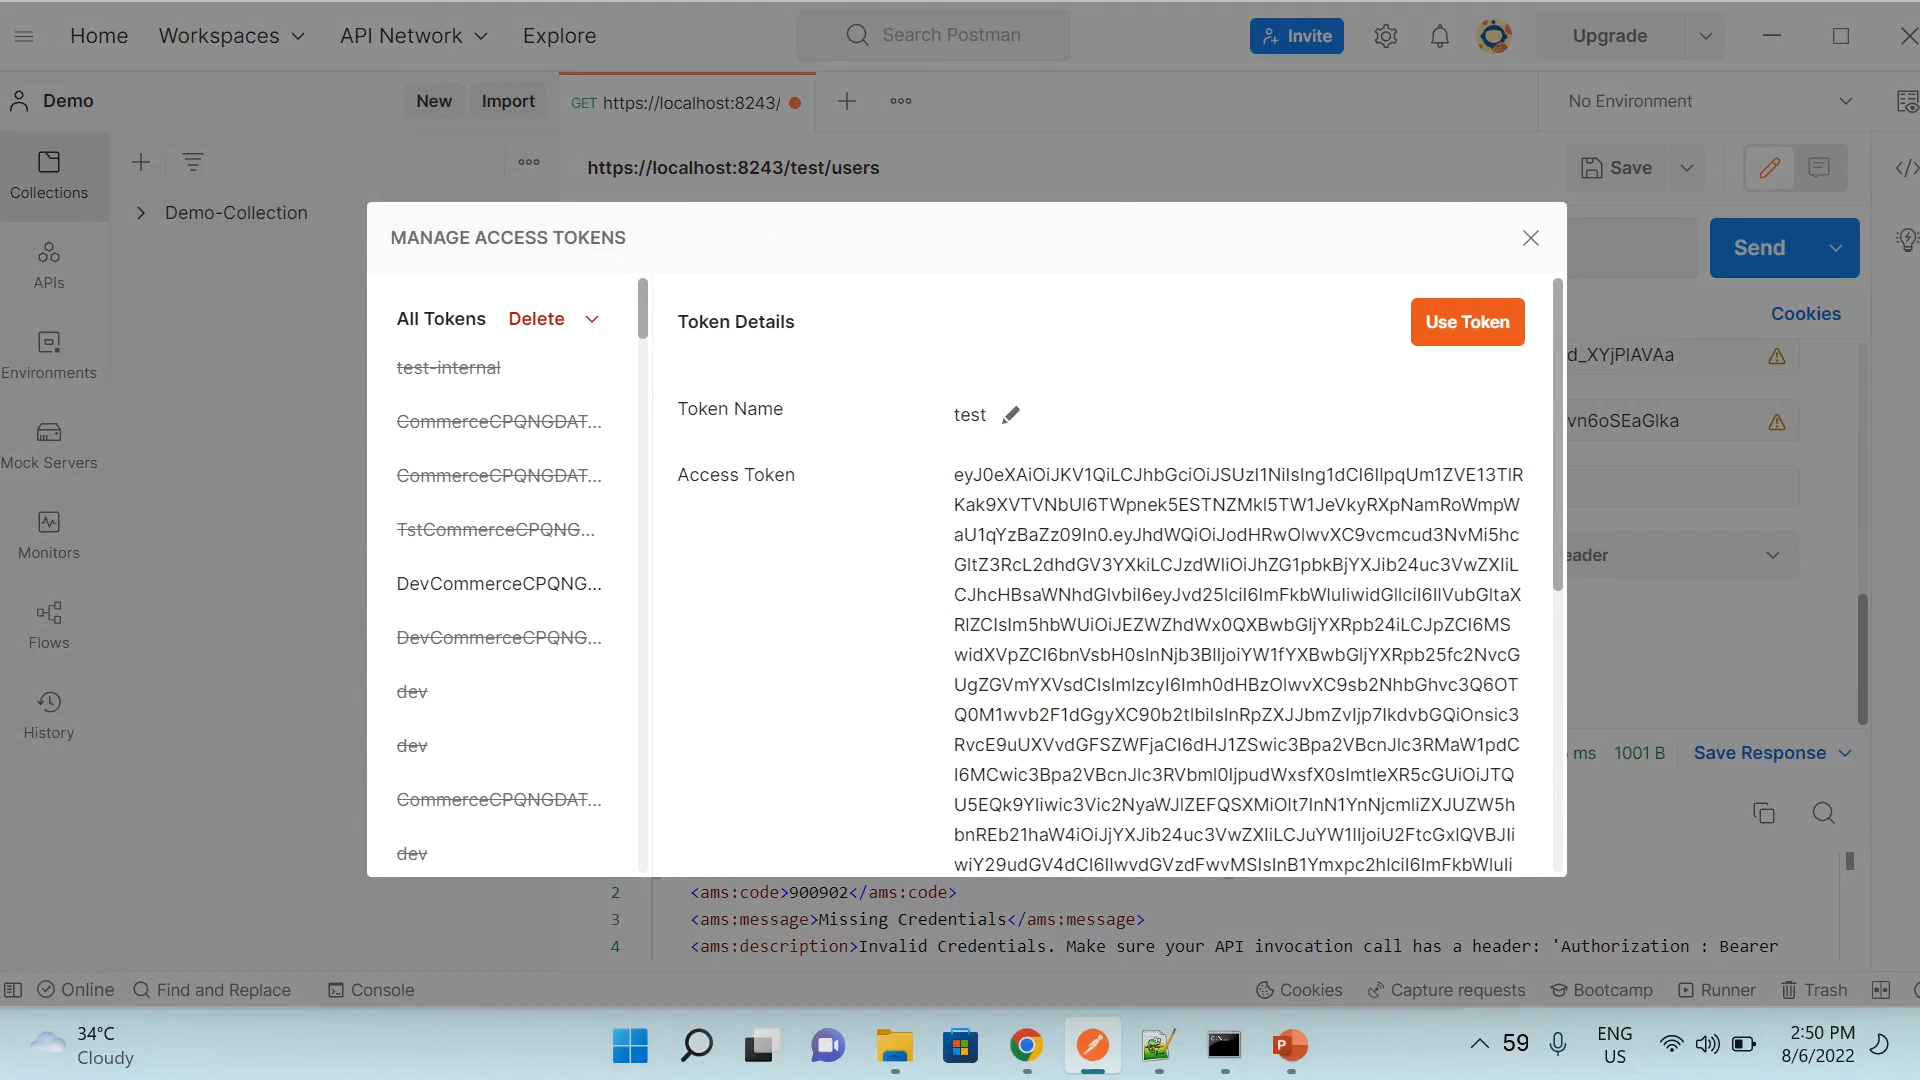 Home
Workspaces
API Network
Explore
Search Postman
Invite
Upgrade
Demo
New
Import
GET https://localhost:8243/
No Environment
Collections
https://localhost:8243/test/users
Save
Demo-Collection
APIs
Environments
Mock Servers
Monitors
Flows
History
Send
Cookies
d_XYjPlAVAa
vn6oSEaGlka
eader
MANAGE ACCESS TOKENS
All Tokens Delete
test-internal
CommerceCPQNGDAT...
CommerceCPQNGDAT...
TstCommerceCPQNG...
DevCommerceCPQNG...
DevCommerceCPQNG...
dev
dev
CommerceCPQNGDAT...
dev
Token Details
Use Token
Token Name
test
Access Token
eyJ0eXAiOiJKV1QiLCJhbGciOiJSUzI1NiIsIng1dCI6IlpqUm1ZVE13TlR
Kak9XVTVNbUl6TWpnek5ESTNZMkl5TW1JeVkyRXpNamRoWmpW
aU1qYzBaZz09In0.eyJhdWQiOiJodHRwOlwvXC9vcmcud3NvMi5hc
GltZ3RcL2dhdGV3YXkiLCJzdWIiOiJhZG1pbkBjYXJib24uc3VwZXIiL
CJhcHBsaWNhdGlvbiI6eyJvd25lciI6ImFkbWluIiwidGllciI6IlVubGltaX
RlZCIsIm5hbWUiOiJEZWZhdWx0QXBwbGljYXRpb24iLCJpZCI6MS
widXVpZCI6bnVsbH0sInNjb3BlIjoiYW1fYXBwbGljYXRpb25fc2NvcG
UgZGVmYXVsdCIsImlzcyI6Imh0dHBzOlwvXC9sb2NhbGhvc3Q6OT
Q0M1wvb2F1dGgyXC90b2tlbiIsInRpZXJJbmZvIjp7IkdvbGQiOnsic3
RvcE9uUXVvdGFSZWFjaCI6dHJ1ZSwic3Bpa2VBcnJlc3RMaW1pdC
I6MCwic3Bpa2VBcnJlc3RVbml0IjpudWxsfX0sImtleXR5cGUiOiJTQ
U5EQk9YIiwic3Vic2NyaWJlZEFQSXMiOlt7InN1YnNjcmliZXJUZW5h
bnREb21haW4iOiJjYXJib24uc3VwZXIiLCJuYW1lIjoiU2FtcGxlQVBJIi
wiY29udGV4dCI6IlwvdGVzdFwvMSIsInB1Ymxpc2hlciI6ImFkbWluIi
ms 1001 B Save Response
2 <ams:code>900902</ams:code>
3 <ams:message>Missing Credentials</ams:message>
4 <ams:description>Invalid Credentials. Make sure your API invocation call has a header: 'Authorization : Bearer
Online
Find and Replace
Console
Cookies
Capture requests
Bootcamp
Runner
Trash
34°C
Cloudy
59
ENG
US
2:50 PM
8/6/2022